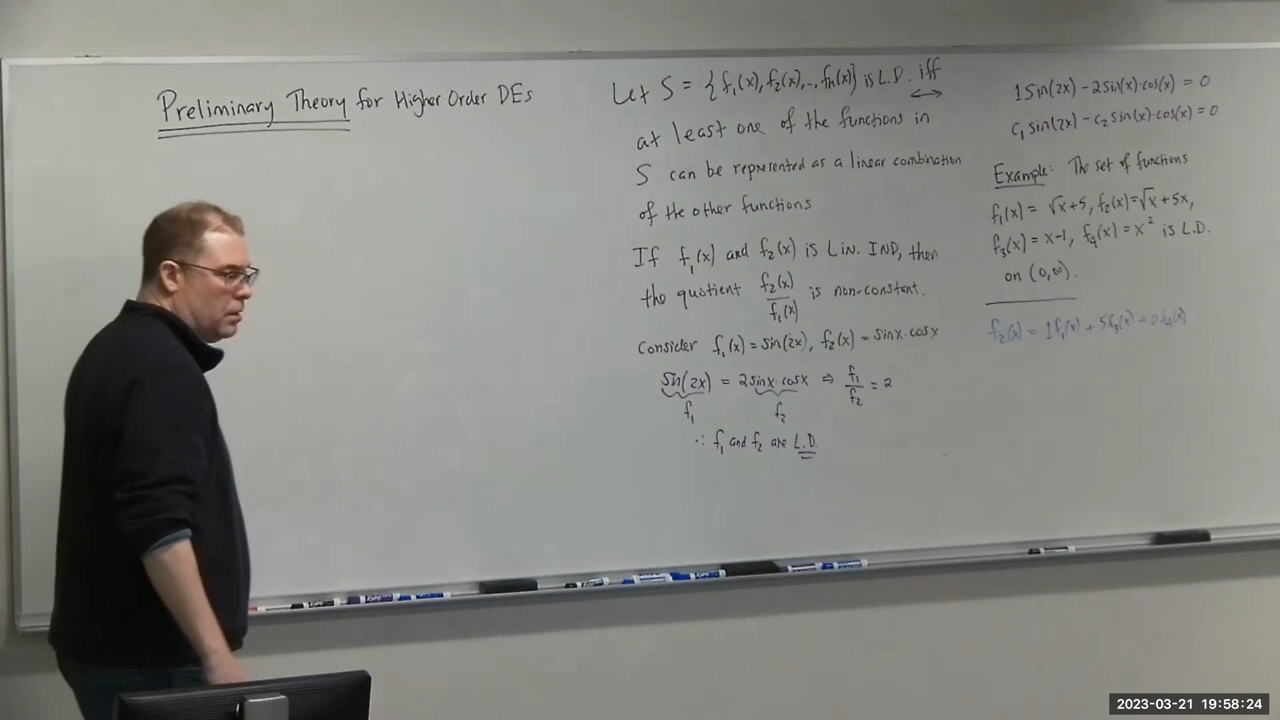 Preliminary Theory for Higher Order DEs
Let S = {f₁(x), f₂(x), .., fn(x)} is L.D. iff
↔
at least one of the functions in
S can be represented as a linear combination
of the other functions
If f₁(x) and f₂(x) is Lin. IND, then
the quotient f₂(x)/f₁(x) is non-constant.
Consider f₁(x) = sin(2x), f₂(x) = sinx·cosx
sin(2x) = 2sinx·cosx ⇒ f₁/f₂ = 2
f₁ f₂
∴ f₁ and f₂ are L.D.
1Sin(2x) - 2sin(x)·cos(x) = 0
c₁ sin(2x) - c₂ sin(x)·cos(x) = 0
Example: The set of functions
f₁(x) = √x + 5, f₂(x) = √x + 5x,
f₃(x) = x-1, f₄(x) = x² is L.D.
on (0,∞).
f₂(x) = 1f₁(x) + 5f₃(x) + 0f₄(x)
2023-03-21 19:58:24